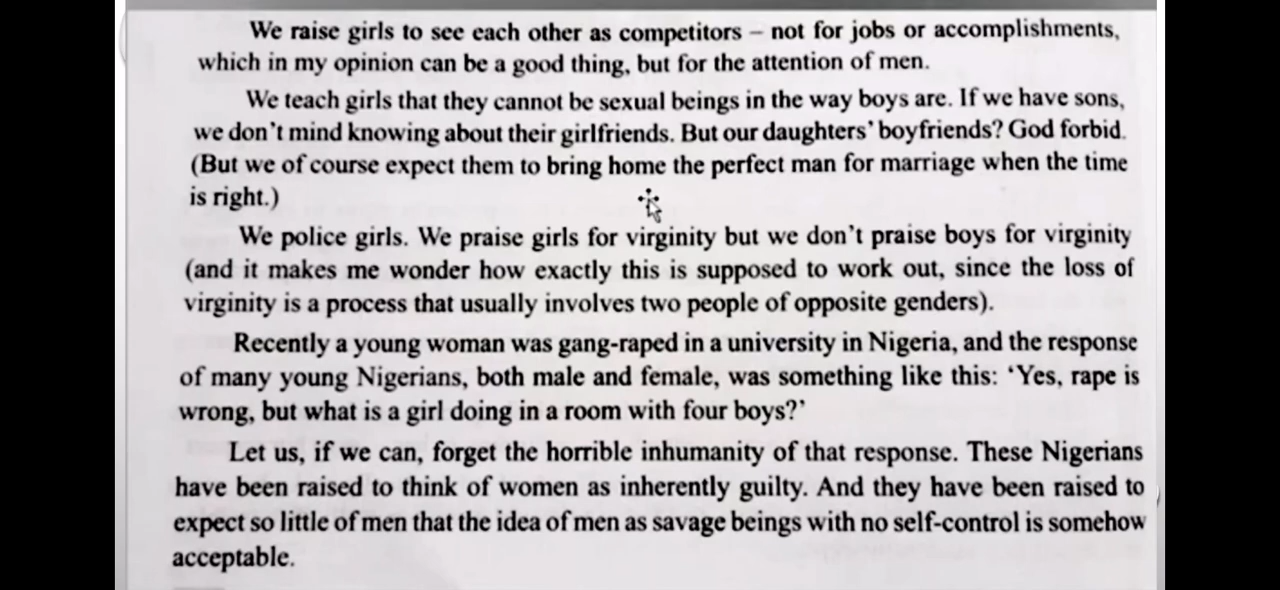 We raise girls to see each other as competitors – not for jobs or accomplishments,
which in my opinion can be a good thing, but for the attention of men.
We teach girls that they cannot be sexual beings in the way boys are. If we have sons,
we don't mind knowing about their girlfriends. But our daughters' boyfriends? God forbid.
(But we of course expect them to bring home the perfect man for marriage when the time
is right.)
We police girls. We praise girls for virginity but we don't praise boys for virginity
(and it makes me wonder how exactly this is supposed to work out, since the loss of
virginity is a process that usually involves two people of opposite genders).
Recently a young woman was gang-raped in a university in Nigeria, and the response
of many young Nigerians, both male and female, was something like this: 'Yes, rape is
wrong, but what is a girl doing in a room with four boys?'
Let us, if we can, forget the horrible inhumanity of that response. These Nigerians
have been raised to think of women as inherently guilty. And they have been raised to
expect so little of men that the idea of men as savage beings with no self-control is somehow
acceptable.